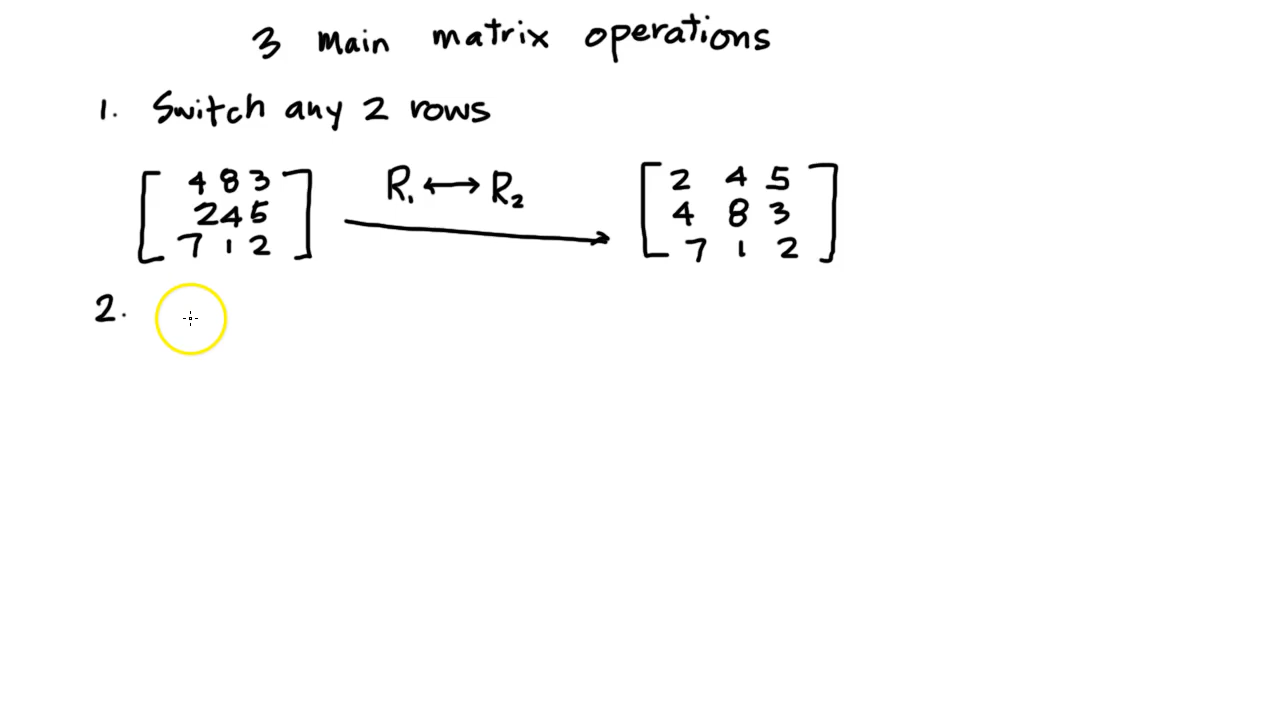 3 main matrix operations
1. Switch any 2 rows
[ 4 8 3 ] R₁ ↔ R₂ [ 2 4 5 ]
[ 2 4 5 ] → [ 4 8 3 ]
[ 7 1 2 ] [ 7 1 2 ]
2.